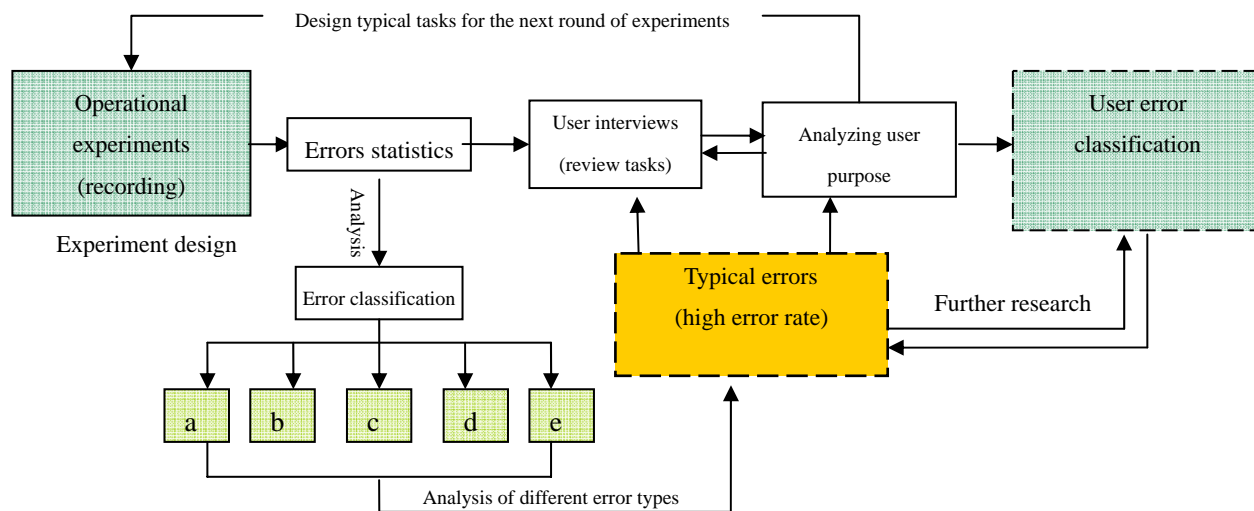 Design typical tasks for the next round of experiments
Operational
experiments
(recording)
Experiment design
Errors statistics
User interviews
(review tasks)
Analyzing user
purpose
User error
classification
Analysis
Error classification
Typical errors
(high error rate)
Further research
a
b
c
d
e
Analysis of different error types